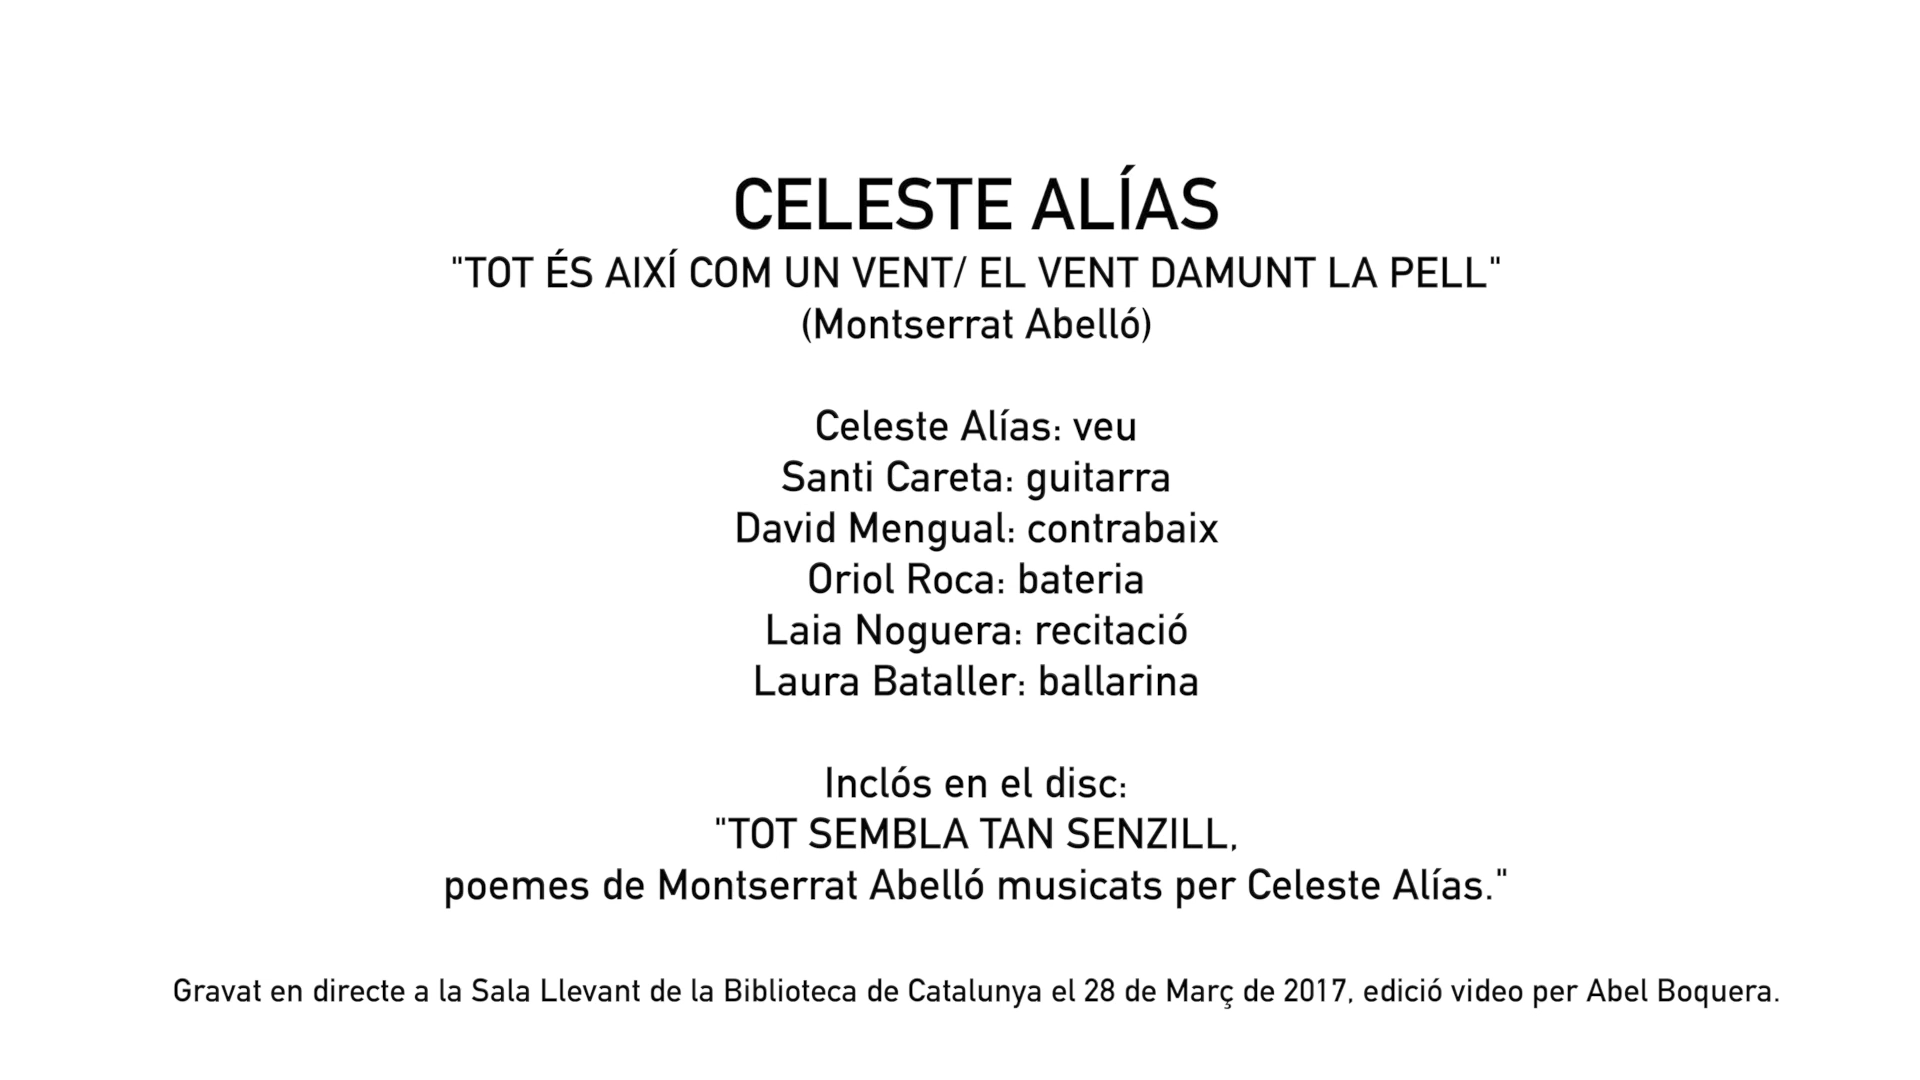 CELESTE ALÍAS
"TOT ÉS AIXÍ COM UN VENT/ EL VENT DAMUNT LA PELL"
(Montserrat Abelló)
Celeste Alías: veu
Santi Careta: guitarra
David Mengual: contrabaix
Oriol Roca: bateria
Laia Noguera: recitació
Laura Bataller: ballarina
Inclós en el disc:
"TOT SEMBLA TAN SENZILL,
poemes de Montserrat Abelló musicats per Celeste Alías."
Gravat en directe a la Sala Llevant de la Biblioteca de Catalunya el 28 de Març de 2017, edició video per Abel Boquera.